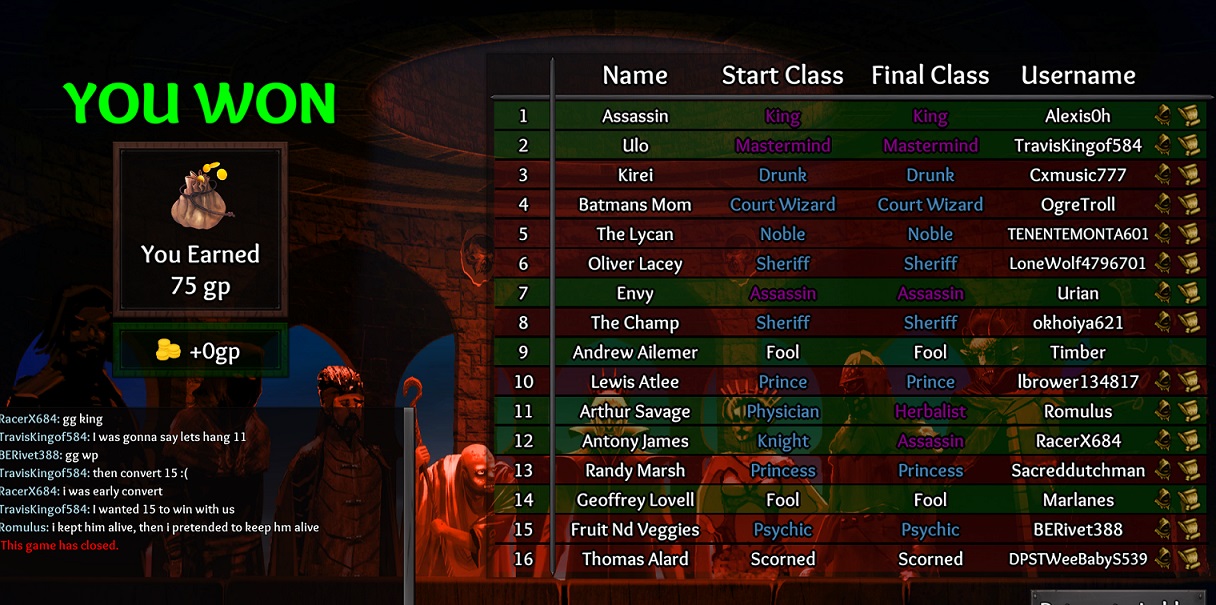 YOU WON
You Earned
75 gp
+0gp
Name Start Class Final Class Username
1 Assassin King King Alexis0h
2 Ulo Mastermind Mastermind TravisKingof584
3 Kirei Drunk Drunk Cxmusic777
4 Batmans Mom Court Wizard Court Wizard OgreTroll
5 The Lycan Noble Noble TENENTEMONTA601
6 Oliver Lacey Sheriff Sheriff LoneWolf4796701
7 Envy Assassin Assassin Urian
8 The Champ Sheriff Sheriff okhoiya621
9 Andrew Ailemer Fool Fool Timber
10 Lewis Atlee Prince Prince lbrower134817
11 Arthur Savage Physician Herbalist Romulus
12 Antony James Knight Assassin RacerX684
13 Randy Marsh Princess Princess Sacreddutchman
14 Geoffrey Lovell Fool Fool Marlanes
15 Fruit Nd Veggies Psychic Psychic BERivet388
16 Thomas Alard Scorned Scorned DPSTWeeBabyS539
RacerX684: gg king
TravisKingof584: I was gonna say lets hang 11
BERivet388: gg wp
TravisKingof584: then convert 15 :(
RacerX684: i was early convert
TravisKingof584: I wanted 15 to win with us
Romulus: i kept him alive, then i pretended to keep hm alive
This game has closed.